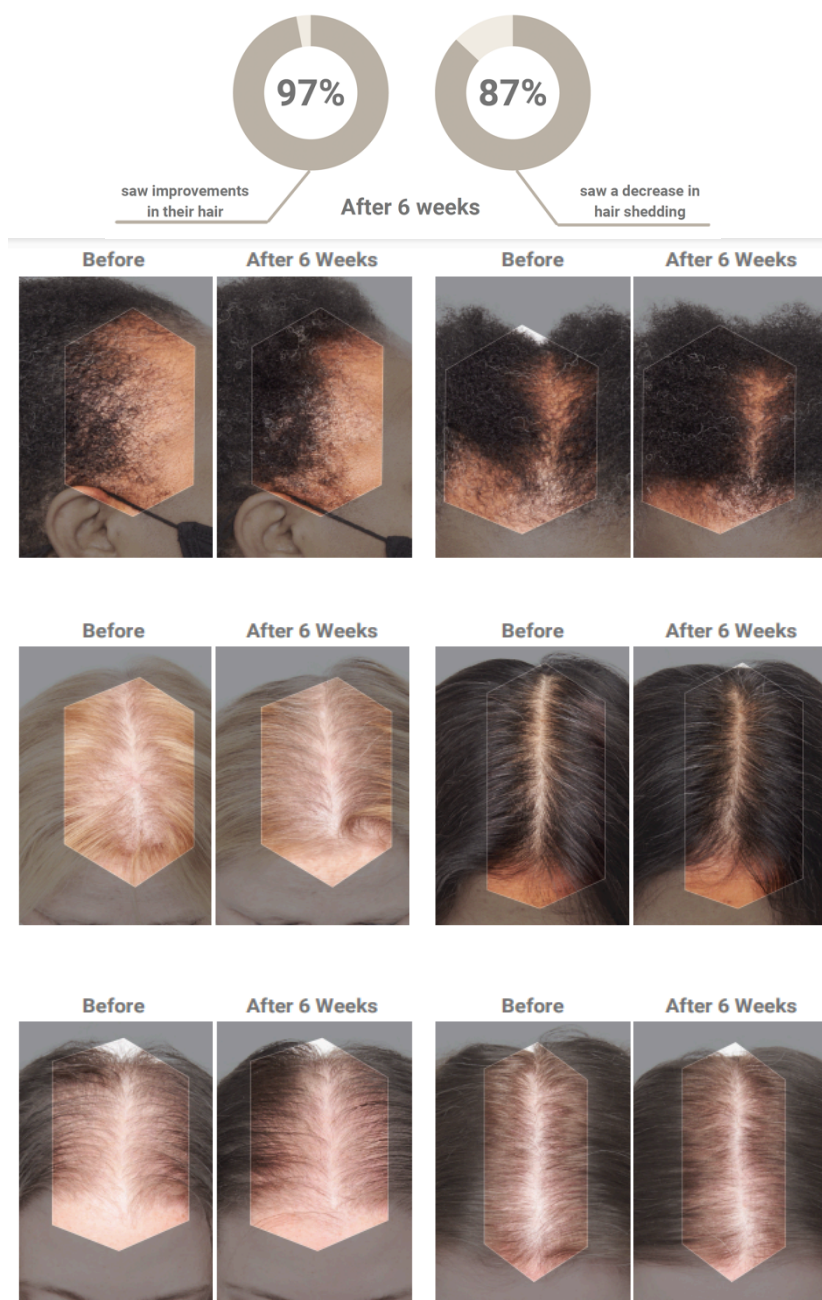 97%
87%
saw improvements
in their hair
After 6 weeks
saw a decrease in
hair shedding
Before
After 6 Weeks
Before
After 6 Weeks
Before
After 6 Weeks
Before
After 6 Weeks
Before
After 6 Weeks
Before
After 6 Weeks